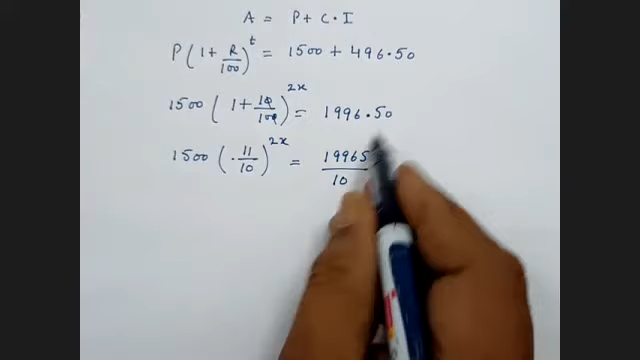 A = P + C.I
P(1 + R/100)^t = 1500 + 496.50
1500 (1 + 10/100)^2x = 1996.50
1500 (.11/10)^2x = 19965/10